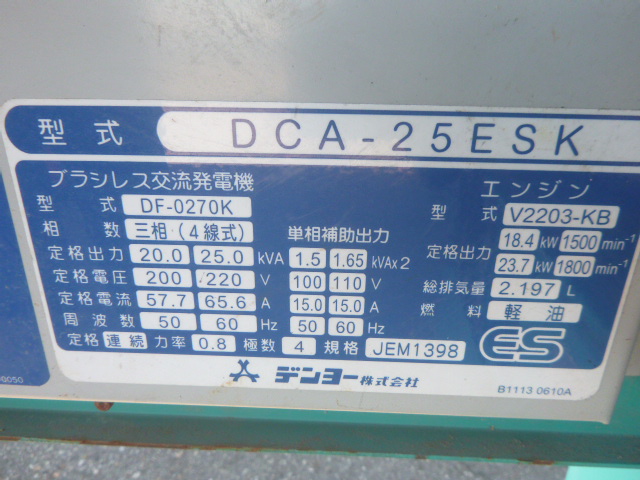 型式 DCA-25ESK
ブラシレス交流発電機
型式 DF-0270K
相数 三相(4線式)
定格出力 20.0 25.0 kVA
定格電圧 200 220 V
定格電流 57.7 65.6 A
周波数 50 60 Hz
単相補助出力
1.5 1.65 kVA×2
100 110 V
15.0 15.0 A
50 60 Hz
定格 連続 力率 0.8 極数 4 規格 JEM1398
エンジン
型式 V2203-KB
定格出力 18.4 kW 1500 min⁻¹
23.7 kW 1800 min⁻¹
総排気量 2.197 L
燃料 軽油
ES
デンヨー株式会社
B1113 0610A